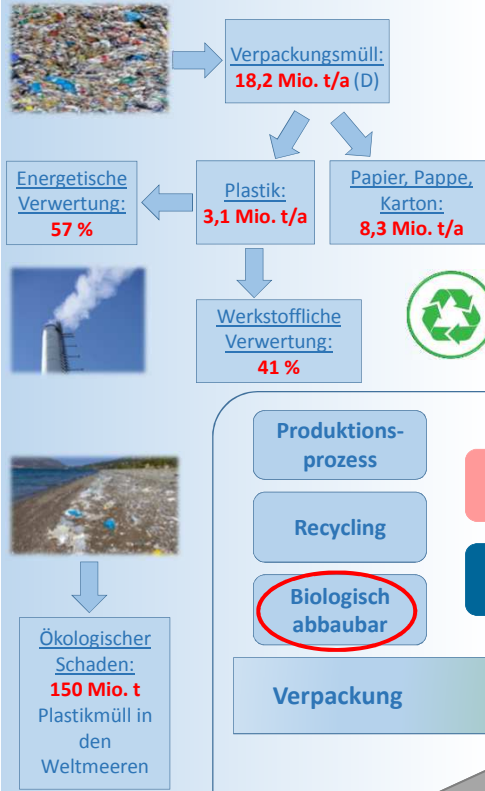 Verpackungsmüll:
18,2 Mio. t/a (D)
Energetische
Verwertung:
57 %
Plastik:
3,1 Mio. t/a
Papier, Pappe,
Karton:
8,3 Mio. t/a
Werkstoffliche
Verwertung:
41 %
Produktions-
prozess
Recycling
Biologisch
abbaubar
Verpackung
Ökologischer
Schaden:
150 Mio. t
Plastikmüll in
den
Weltmeeren